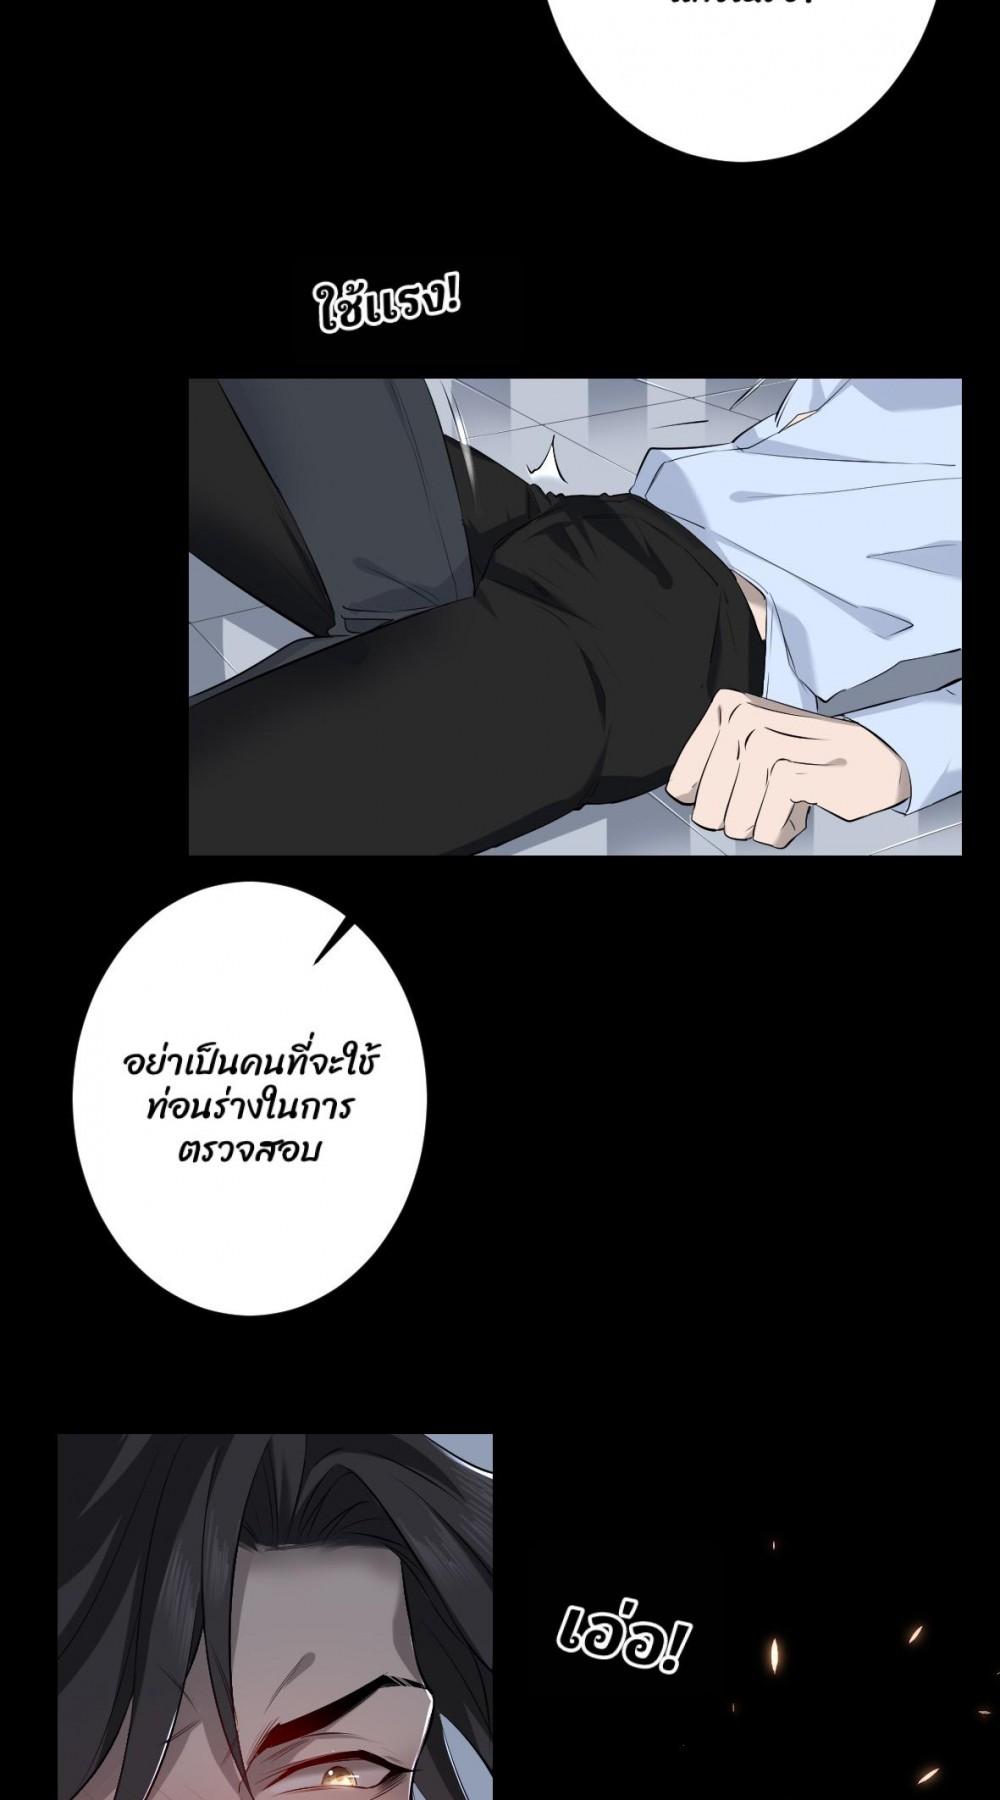 ใช้แรง!
อย่าเป็นคนที่จะใช้
ท่อนร่างในการ
ตรวจสอบ
เอ่อ!